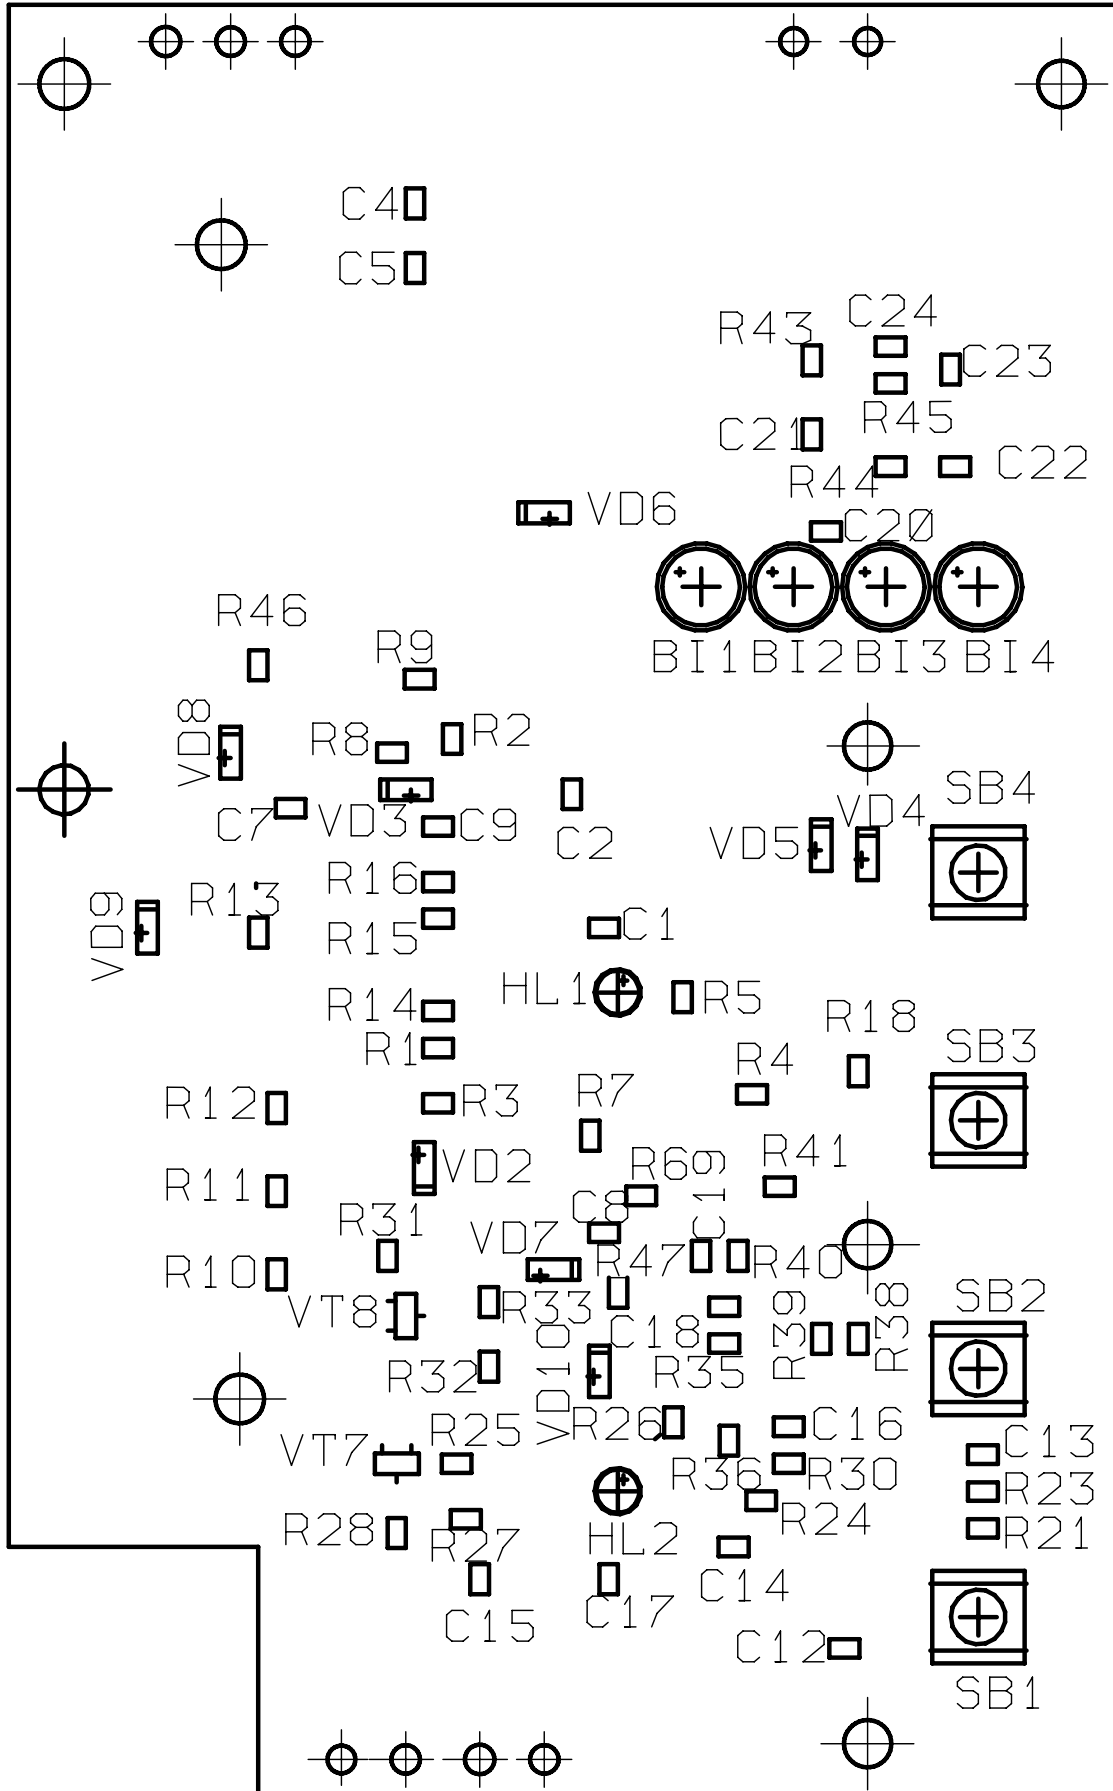 C4
C5
C24
R43
C23
R45
C21
R44
C22
VD6
C20
R46
R9
BI1
BI2
BI3
BI4
VD8
R8
R2
SB4
C7
VD3
C9
C2
VD5
VD4
R16
R13
VD9
R15
C1
HL1
R5
R14
R18
R1
SB3
R12
R3
R7
R4
R11
VD2
R6
C19
R41
R31
C8
VD7
R10
R47
R40
VT8
R33
SB2
C18
R39
R38
R32
VD10
R35
VT7
R25
R26
C16
C13
R36
R30
R23
R28
R27
HL2
R24
R21
C15
C17
C14
C12
SB1